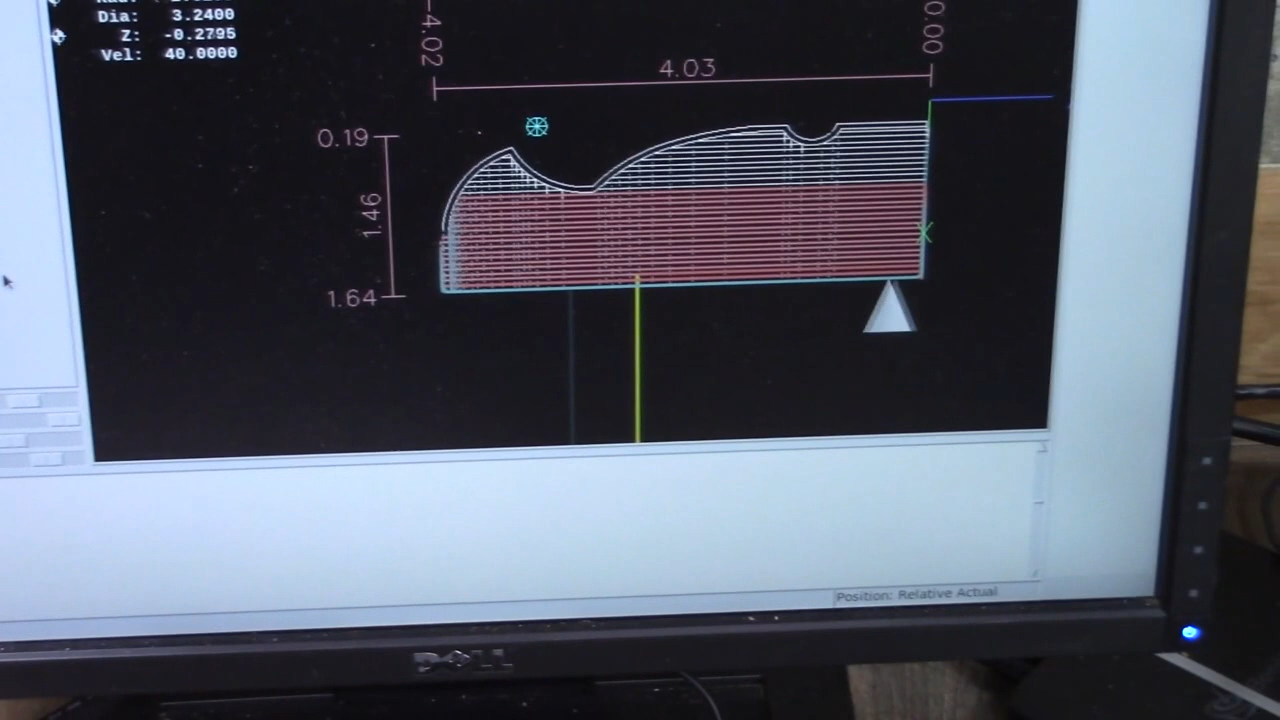 Dia: 3.2400
Z: -0.2795
Vel: 40.0000
-4.02
0.00
4.03
0.19
1.46
1.64
X
Position: Relative Actual
DELL